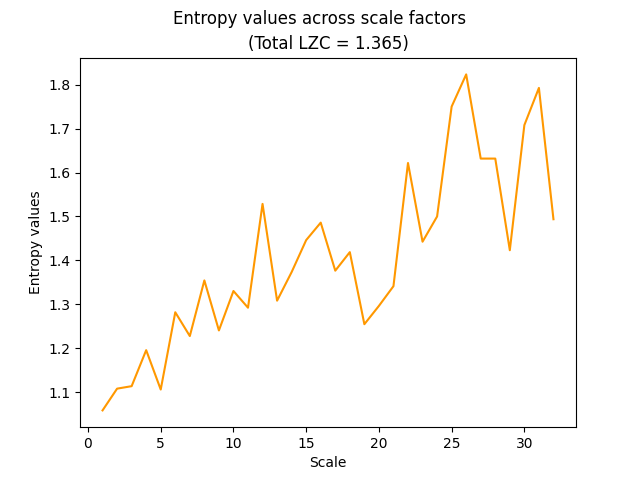 Entropy values across scale factors
(Total LZC = 1.365)
1.8
1.7
1.6
1.5
1.4
1.3
1.2
1.1
Entropy values
0 5 10 15 20 25 30
Scale